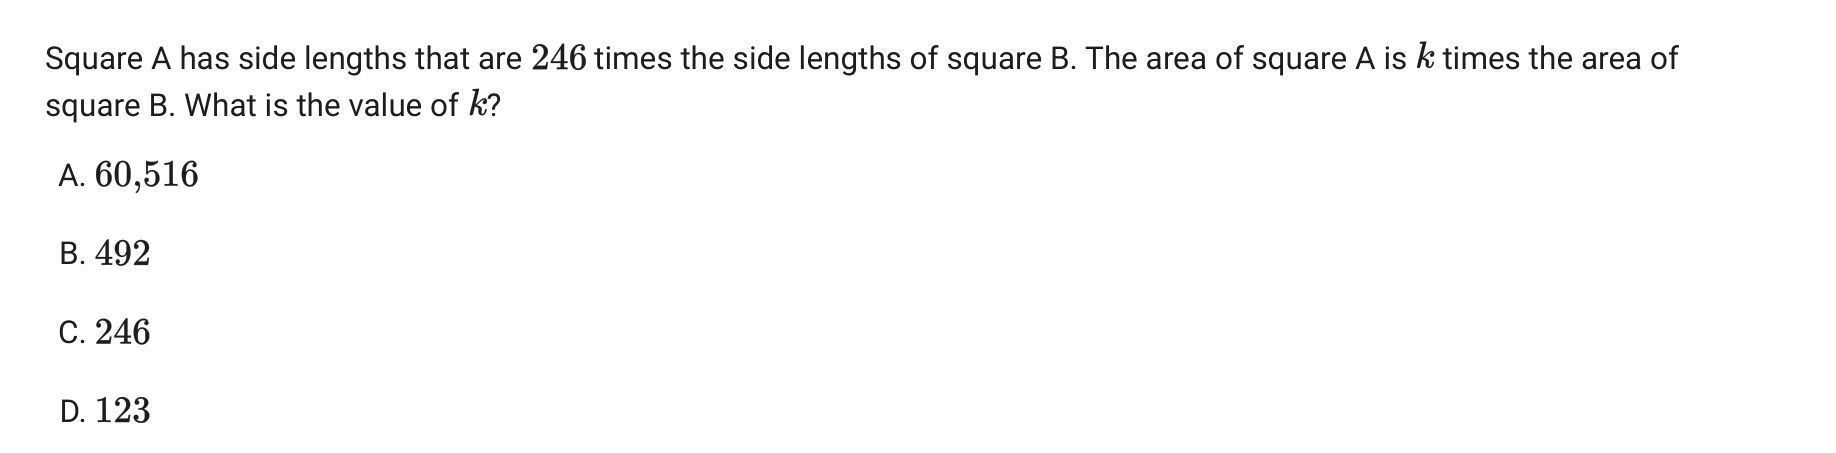 Square A has side lengths that are 246 times the side lengths of square B. The area of square A is k times the area of
square B. What is the value of k?
A. 60,516
B. 492
C. 246
D. 123